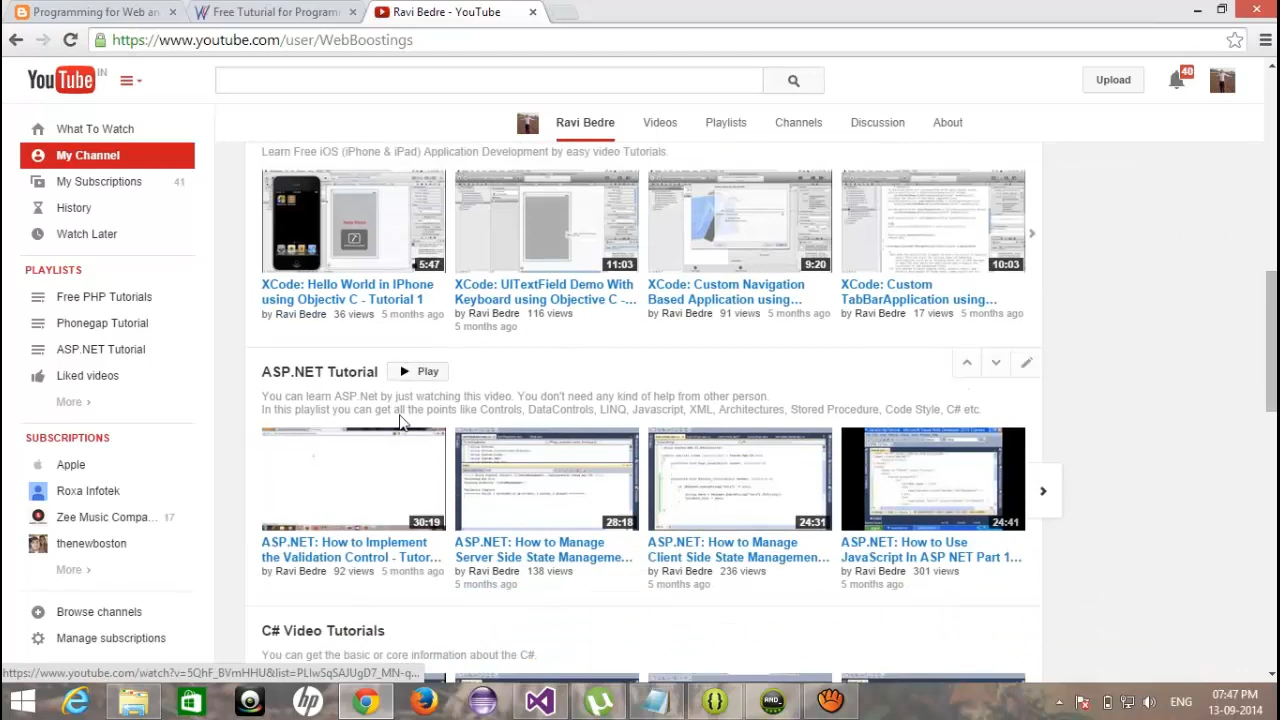 Programming for Web an
Free Tutorial for Program
Ravi Bedre - YouTube
https://www.youtube.com/user/WebBoostings
YouTube IN
Upload
40
What To Watch
My Channel
My Subscriptions 41
History
Watch Later
PLAYLISTS
Free PHP Tutorials
Phonegap Tutorial
ASP.NET Tutorial
Liked videos
More ›
SUBSCRIPTIONS
Apple
Roxa Infotek
Zee Music Compa... 17
thenewboston
More ›
Browse channels
Manage subscriptions
Ravi Bedre Videos Playlists Channels Discussion About
Learn Free iOS (iPhone & iPad) Application Development by easy video Tutorials.
5:47
11:03
9:20
10:03
XCode: Hello World in IPhone
using Objectiv C - Tutorial 1
by Ravi Bedre 36 views 5 months ago
XCode: UITextField Demo With
Keyboard using Objective C -...
by Ravi Bedre 116 views
5 months ago
XCode: Custom Navigation
Based Application using...
by Ravi Bedre 91 views 5 months ago
XCode: Custom
TabBarApplication using...
by Ravi Bedre 17 views 5 months ago
ASP.NET Tutorial Play
You can learn ASP.Net by just watching this video. You don't need any kind of help from other person.
In this playlist you can get all the points like Controls, DataControls, LINQ, Javascript, XML, Architectures, Stored Procedure, Code Style, C# etc.
30:19
28:18
24:31
24:41
ASP.NET: How to Implement
the Validation Control - Tutor...
by Ravi Bedre 92 views 5 months ago
ASP.NET: How to Manage
Server Side State Manageme...
by Ravi Bedre 138 views
5 months ago
ASP.NET: How to Manage
Client Side State Managemen...
by Ravi Bedre 236 views
5 months ago
ASP.NET: How to Use
JavaScript In ASP NET Part 1...
by Ravi Bedre 301 views
5 months ago
C# Video Tutorials
You can get the basic or core information about the C#.
https://www.youtube.com/watch?v=5QhF_BVmHHU&list=PLlwSqSAJUgD7_MN-q...
ENG
07:47 PM
13-09-2014